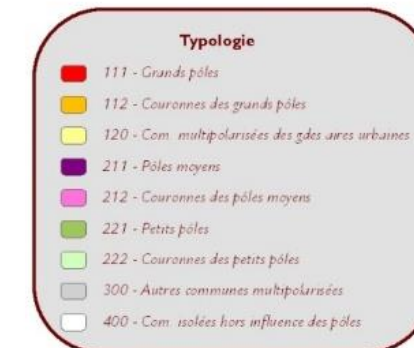 Typologie
111 - Grands pôles
112 - Couronnes des grands pôles
120 - Com. multipolarisées des gdes aires urbaines
211 - Pôles moyens
212 - Couronnes des pôles moyens
221 - Petits pôles
222 - Couronnes des petits pôles
300 - Autres communes multipolarisées
400 - Com. isolées hors influence des pôles